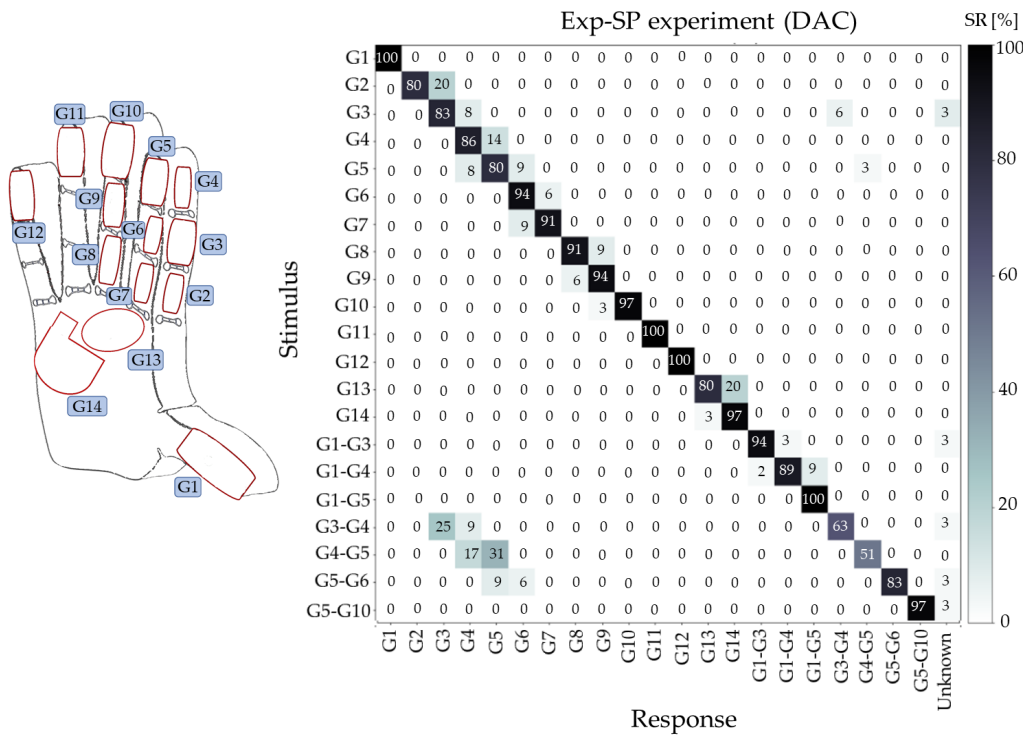 Exp-SP experiment (DAC)
SR [%]
G11
G10
G5
G4
G9
G12
G6
G3
G8
G7
G2
G13
G14
G1
Stimulus
G1 100 0 0 0 0 0 0 0 0 0 0 0 0 0 0 0 0 0 0 0 0 0
G2 0 80 20 0 0 0 0 0 0 0 0 0 0 0 0 0 0 0 0 0 0 0
G3 0 0 83 8 0 0 0 0 0 0 0 0 0 0 0 0 0 6 0 0 0 3
G4 0 0 0 86 14 0 0 0 0 0 0 0 0 0 0 0 0 0 0 0 0 0
G5 0 0 0 8 80 9 0 0 0 0 0 0 0 0 0 0 0 0 3 0 0 0
G6 0 0 0 0 0 94 6 0 0 0 0 0 0 0 0 0 0 0 0 0 0 0
G7 0 0 0 0 0 9 91 0 0 0 0 0 0 0 0 0 0 0 0 0 0 0
G8 0 0 0 0 0 0 0 91 9 0 0 0 0 0 0 0 0 0 0 0 0 0
G9 0 0 0 0 0 0 0 6 94 0 0 0 0 0 0 0 0 0 0 0 0 0
G10 0 0 0 0 0 0 0 0 3 97 0 0 0 0 0 0 0 0 0 0 0 0
G11 0 0 0 0 0 0 0 0 0 0 100 0 0 0 0 0 0 0 0 0 0 0
G12 0 0 0 0 0 0 0 0 0 0 0 100 0 0 0 0 0 0 0 0 0 0
G13 0 0 0 0 0 0 0 0 0 0 0 0 80 20 0 0 0 0 0 0 0 0
G14 0 0 0 0 0 0 0 0 0 0 0 0 3 97 0 0 0 0 0 0 0 0
G1-G3 0 0 0 0 0 0 0 0 0 0 0 0 0 0 94 3 0 0 0 0 0 3
G1-G4 0 0 0 0 0 0 0 0 0 0 0 0 0 0 2 89 9 0 0 0 0 0
G1-G5 0 0 0 0 0 0 0 0 0 0 0 0 0 0 0 0 100 0 0 0 0 0
G3-G4 0 0 25 9 0 0 0 0 0 0 0 0 0 0 0 0 0 63 0 0 0 3
G4-G5 0 0 0 17 31 0 0 0 0 0 0 0 0 0 0 0 0 0 51 0 0 0
G5-G6 0 0 0 0 9 6 0 0 0 0 0 0 0 0 0 0 0 0 0 83 0 3
G5-G10 0 0 0 0 0 0 0 0 0 0 0 0 0 0 0 0 0 0 0 0 97 3
G1 G2 G3 G4 G5 G6 G7 G8 G9 G10 G11 G12 G13 G14 G1-G3 G1-G4 G1-G5 G3-G4 G4-G5 G5-G6 G5-G10 Unknown
Response
100
80
60
40
20
0